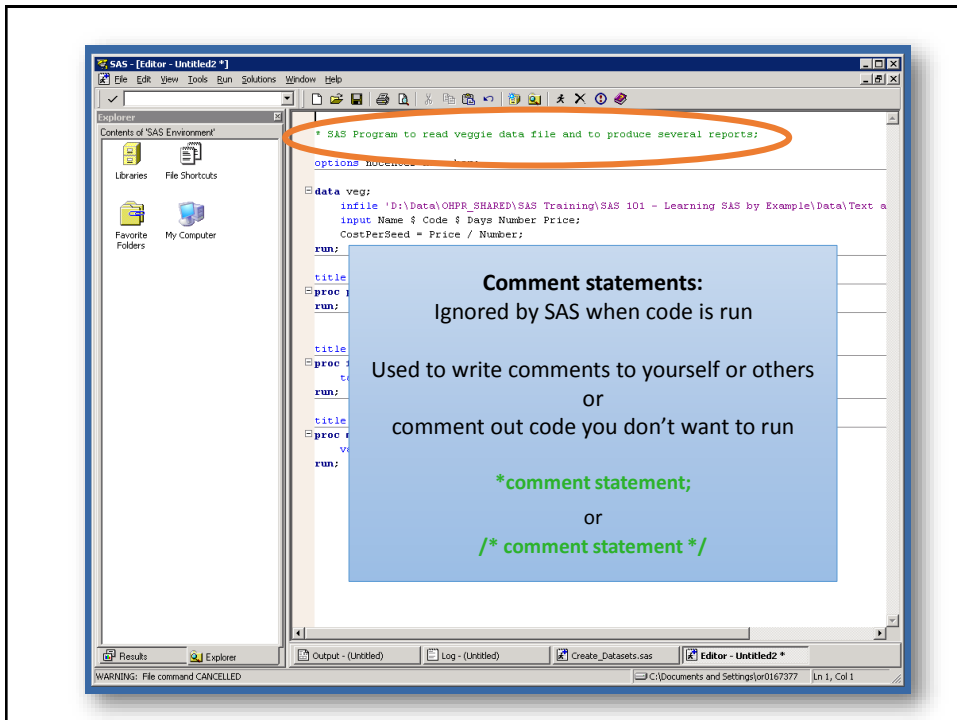 SAS - [Editor - Untitled2 *]
File Edit View Tools Run Solutions Window Help
Explorer
Contents of 'SAS Environment'
Libraries File Shortcuts
Favorite Folders My Computer
* SAS Program to read veggie data file and to produce several reports;
options
data veg;
infile 'D:\Data\OHPR_SHARED\SAS Training\SAS 101 - Learning SAS by Example\Data\Text a
input Name $ Code $ Days Number Price;
CostPerSeed = Price / Number;
run;
title
proc
run;
title
proc
run;
title
proc
run;
Comment statements:
Ignored by SAS when code is run
Used to write comments to yourself or others
or
comment out code you don’t want to run
*comment statement;
or
/* comment statement */
Results Explorer
Output - (Untitled) Log - (Untitled) Create_Datasets.sas Editor - Untitled2 *
WARNING: File command CANCELLED
C:\Documents and Settings\or0167377 Ln 1, Col 1